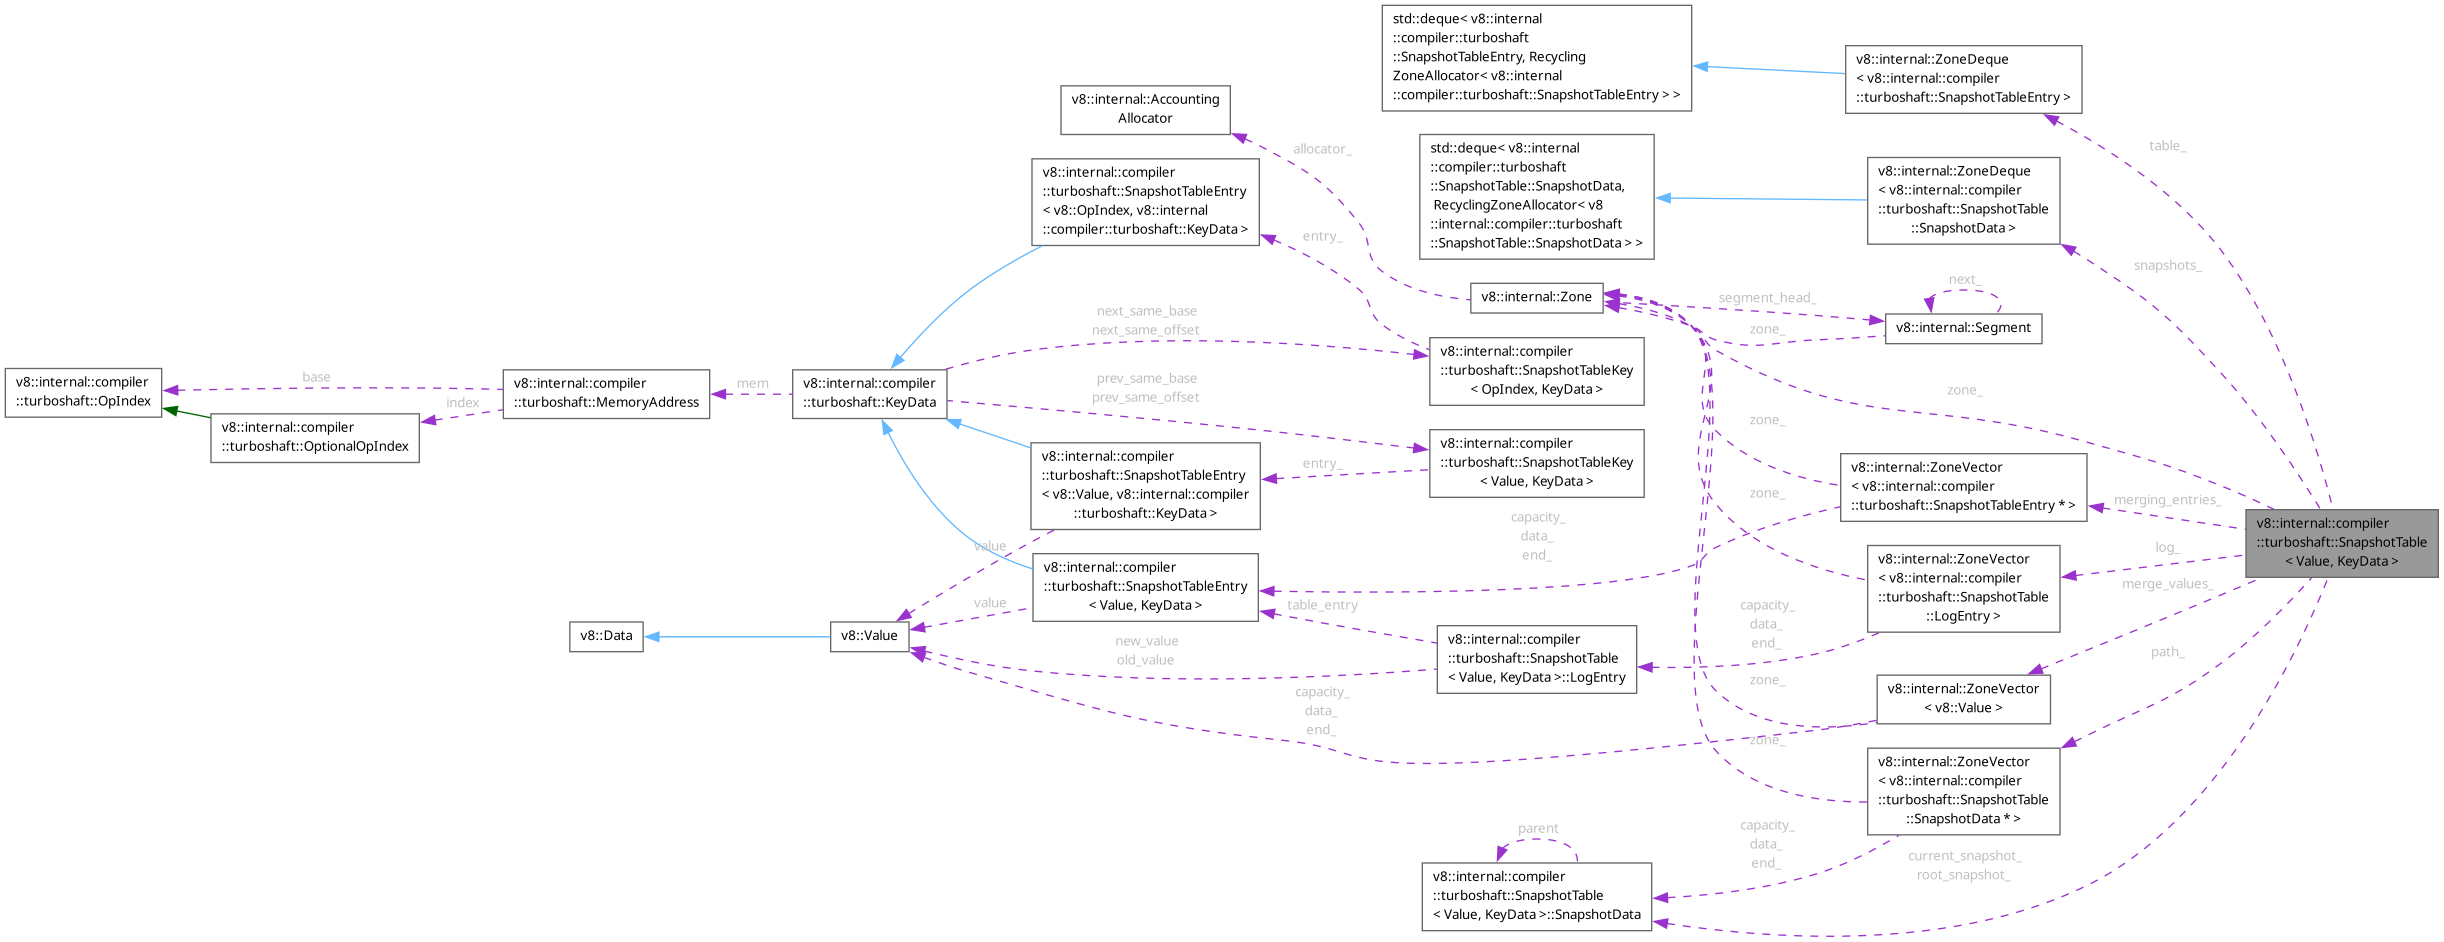 std::deque< v8::internal
::compiler::turboshaft
::SnapshotTableEntry, Recycling
ZoneAllocator< v8::internal
::compiler::turboshaft::SnapshotTableEntry > >
v8::internal::ZoneDeque
< v8::internal::compiler
::turboshaft::SnapshotTableEntry >
v8::internal::Accounting
Allocator
allocator_
table_
std::deque< v8::internal
::compiler::turboshaft
::SnapshotTable::SnapshotData,
RecyclingZoneAllocator< v8
::internal::compiler::turboshaft
::SnapshotTable::SnapshotData > >
v8::internal::ZoneDeque
< v8::internal::compiler
::turboshaft::SnapshotTable
::SnapshotData >
v8::internal::compiler
::turboshaft::SnapshotTableEntry
< v8::OpIndex, v8::internal
::compiler::turboshaft::KeyData >
entry_
snapshots_
v8::internal::Zone
segment_head_
zone_
next_
v8::internal::Segment
next_same_base
next_same_offset
v8::internal::compiler
::turboshaft::SnapshotTableKey
< OpIndex, KeyData >
v8::internal::compiler
::turboshaft::OpIndex
base
index
v8::internal::compiler
::turboshaft::OptionalOpIndex
v8::internal::compiler
::turboshaft::MemoryAddress
mem
v8::internal::compiler
::turboshaft::KeyData
prev_same_base
prev_same_offset
zone_
zone_
v8::internal::compiler
::turboshaft::SnapshotTableKey
< Value, KeyData >
entry_
v8::internal::compiler
::turboshaft::SnapshotTableEntry
< v8::Value, v8::internal::compiler
::turboshaft::KeyData >
v8::internal::ZoneVector
< v8::internal::compiler
::turboshaft::SnapshotTableEntry * >
merging_entries_
zone_
capacity_
data_
end_
v8::internal::compiler
::turboshaft::SnapshotTable
< Value, KeyData >
value
v8::internal::compiler
::turboshaft::SnapshotTableEntry
< Value, KeyData >
value
v8::internal::ZoneVector
< v8::internal::compiler
::turboshaft::SnapshotTable
::LogEntry >
log_
merge_values_
table_entry
capacity_
data_
end_
v8::Data
v8::Value
new_value
old_value
v8::internal::compiler
::turboshaft::SnapshotTable
< Value, KeyData >::LogEntry
path_
zone_
v8::internal::ZoneVector
< v8::Value >
capacity_
data_
end_
zone_
v8::internal::ZoneVector
< v8::internal::compiler
::turboshaft::SnapshotTable
::SnapshotData * >
parent
capacity_
data_
end_
current_snapshot_
root_snapshot_
v8::internal::compiler
::turboshaft::SnapshotTable
< Value, KeyData >::SnapshotData